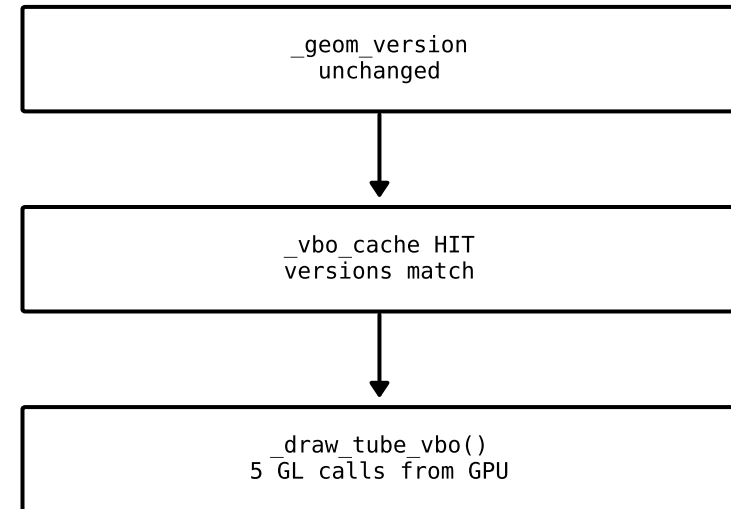 _geom_version
unchanged
_vbo_cache HIT
versions match
_draw_tube_vbo()
5 GL calls from GPU